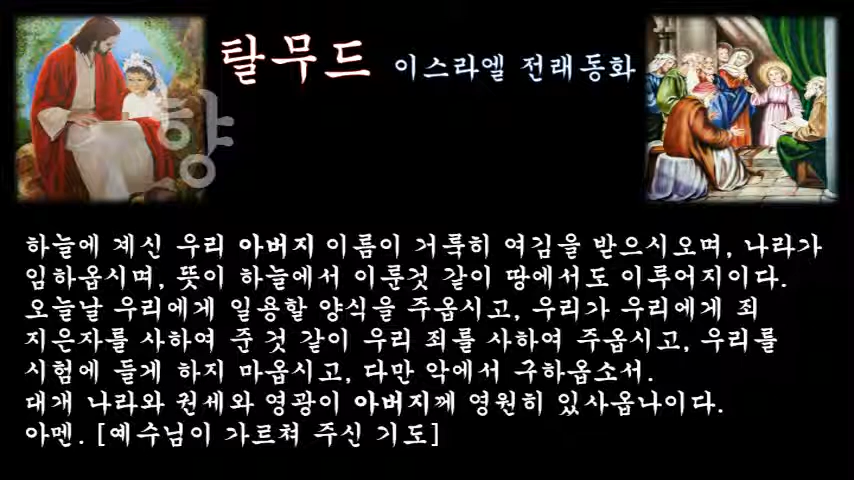 탈무드 이스라엘 전래동화
향
하늘에 계신 우리 아버지 이름이 거룩히 여김을 받으시오며, 나라가
임하옵시며, 뜻이 하늘에서 이룬것 같이 땅에서도 이루어지이다.
오늘날 우리에게 일용할 양식을 주옵시고, 우리가 우리에게 죄
지은자를 사하여 준 것 같이 우리 죄를 사하여 주옵시고, 우리를
시험에 들게 하지 마옵시고, 다만 악에서 구하옵소서.
대개 나라와 권세와 영광이 아버지께 영원히 있사옵나이다.
아멘. [예수님이 가르쳐 주신 기도]